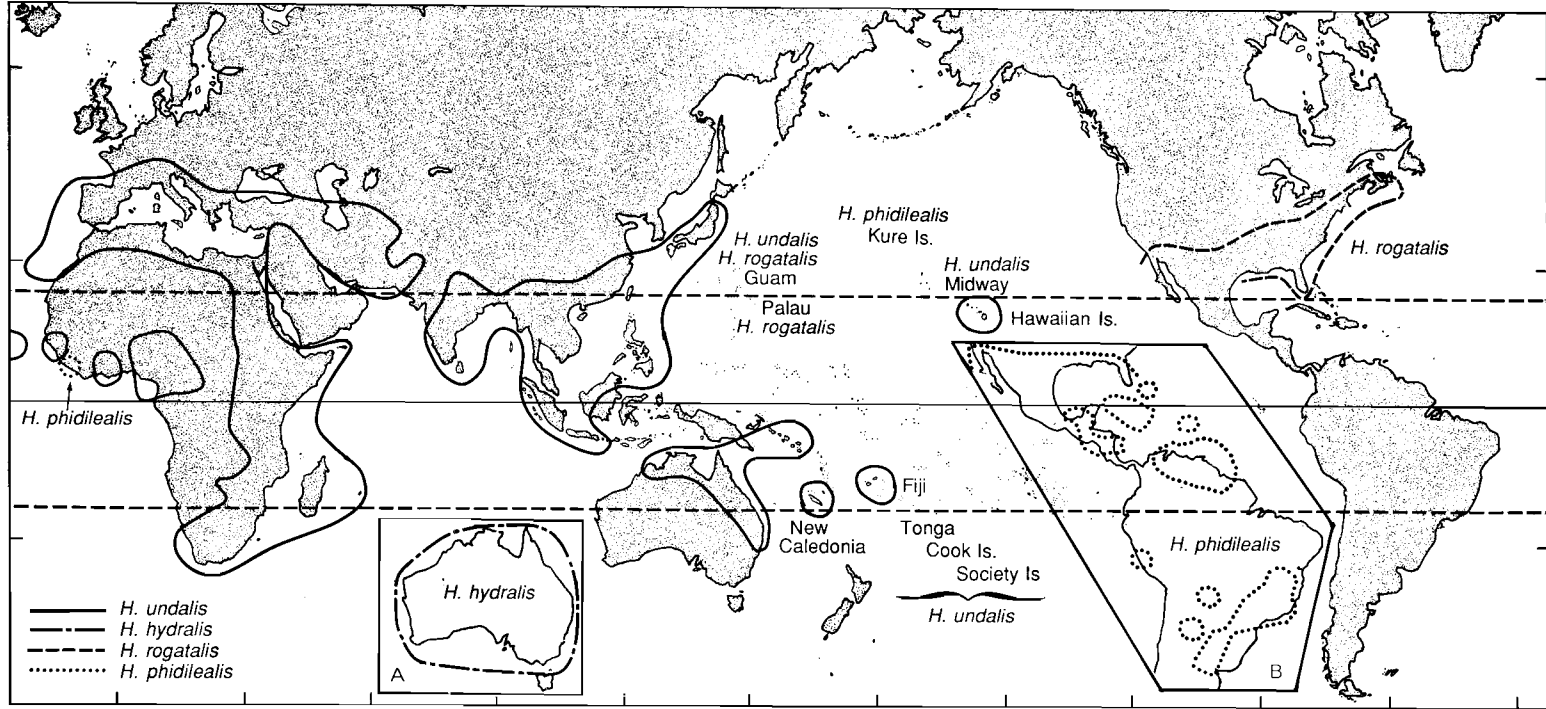 H. phidilealis
Kure Is.
H. undalis
H. rogatalis
Guam
H. rogatalis
H. undalis
Midway
Palau
H. rogatalis
Hawaiian Is.
H. phidilealis
Fiji
New
Caledonia
Tonga
Cook Is.
Society Is
H. undalis
H. phidilealis
H. hydralis
A
B
H. undalis
H. hydralis
H. rogatalis
H. phidilealis